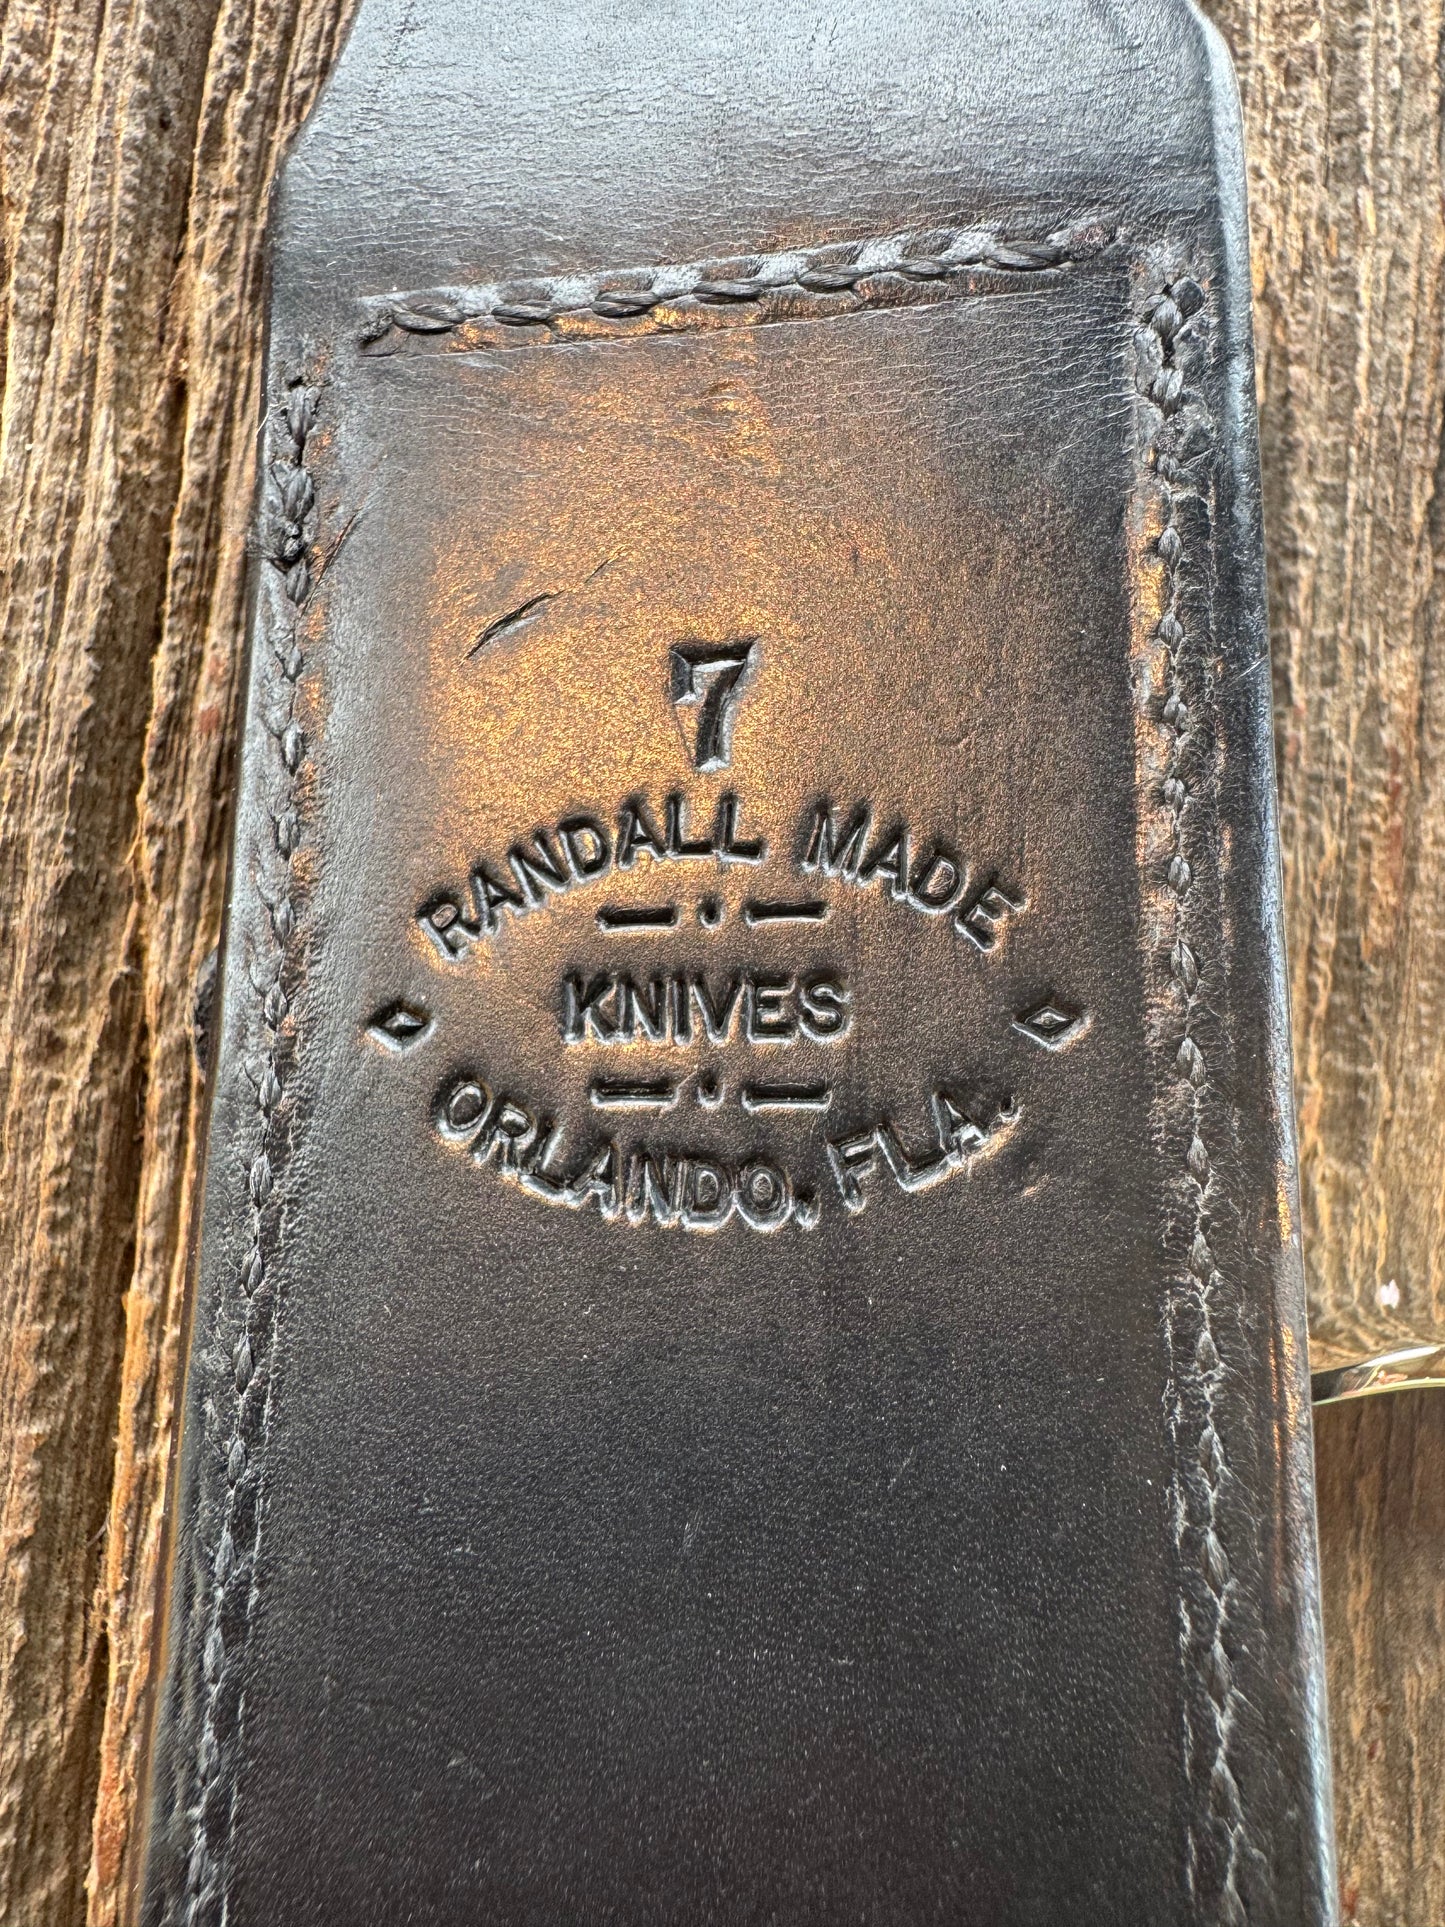 7
RANDALL MADE
KNIVES
ORLANDO, FLA.